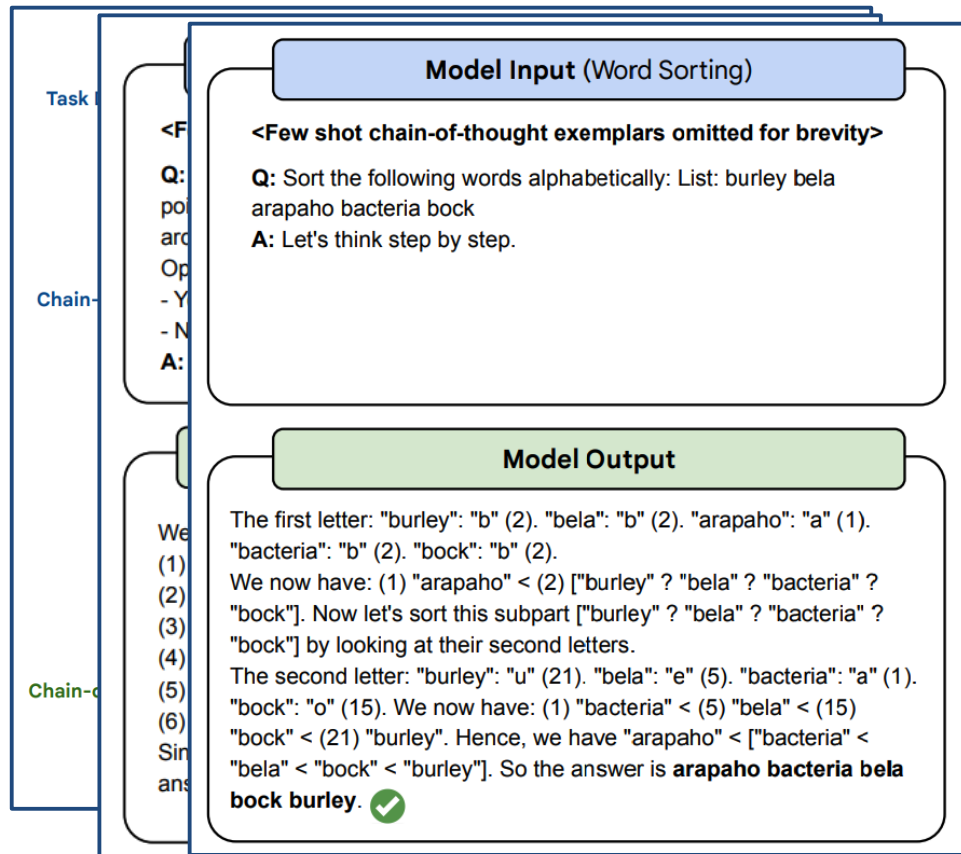 Task
Chain-
Chain-
Q:
- Y
- N
A:
We
(1)
(2)
(3)
(4)
(5)
(6)
Model Input (Word Sorting)
<Few shot chain-of-thought exemplars omitted for brevity>
Q: Sort the following words alphabetically: List: burley bela
arapaho bacteria bock
A: Let's think step by step.
Model Output
The first letter: "burley": "b" (2). "bela": "b" (2). "arapaho": "a" (1).
"bacteria": "b" (2). "bock": "b" (2).
We now have: (1) "arapaho" < (2) ["burley" ? "bela" ? "bacteria" ?
"bock"]. Now let's sort this subpart ["burley" ? "bela" ? "bacteria" ?
"bock"] by looking at their second letters.
The second letter: "burley": "u" (21). "bela": "e" (5). "bacteria": "a" (1).
"bock": "o" (15). We now have: (1) "bacteria" < (5) "bela" < (15)
"bock" < (21) "burley". Hence, we have "arapaho" < ["bacteria" <
"bela" < "bock" < "burley"]. So the answer is arapaho bacteria bela
bock burley.